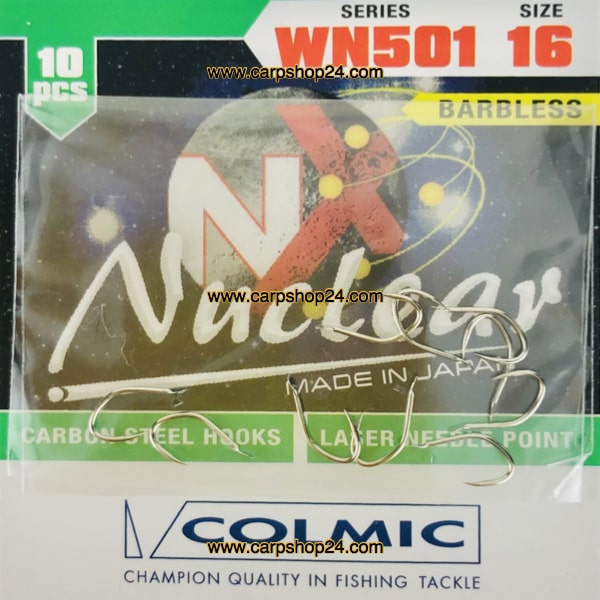 SERIES SIZE
10 pcs
WN501 16
www.carpshop24.com
BARBLESS
NX
Nuclear
www.carpshop24.com
MADE IN JAPAN
CARBON STEEL HOOKS
LASER NEEDLE POINT
COLMIC
www.carpshop24.com
CHAMPION QUALITY IN FISHING TACKLE